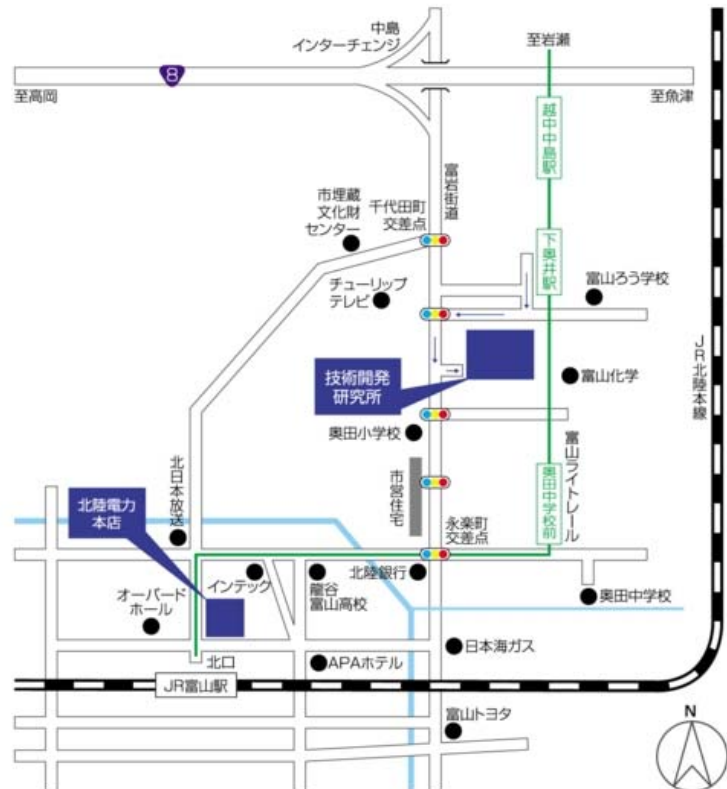 中島
インターチェンジ
至岩瀬
8
至高岡
至魚津
越中中島駅
富岩街道
市埋蔵
文化財
センター
千代田町
交差点
下奥井駅
チューリップ
テレビ
富山ろう学校
JR北陸本線
技術開発
研究所
富山化学
奥田小学校
富山ライトレール
北日本放送
市営住宅
奥田中学校前
北陸電力
本店
永楽町
交差点
インテック
龍谷
富山高校
北陸銀行
奥田中学校
オーバード
ホール
日本海ガス
北口
APAホテル
JR富山駅
富山トヨタ
N